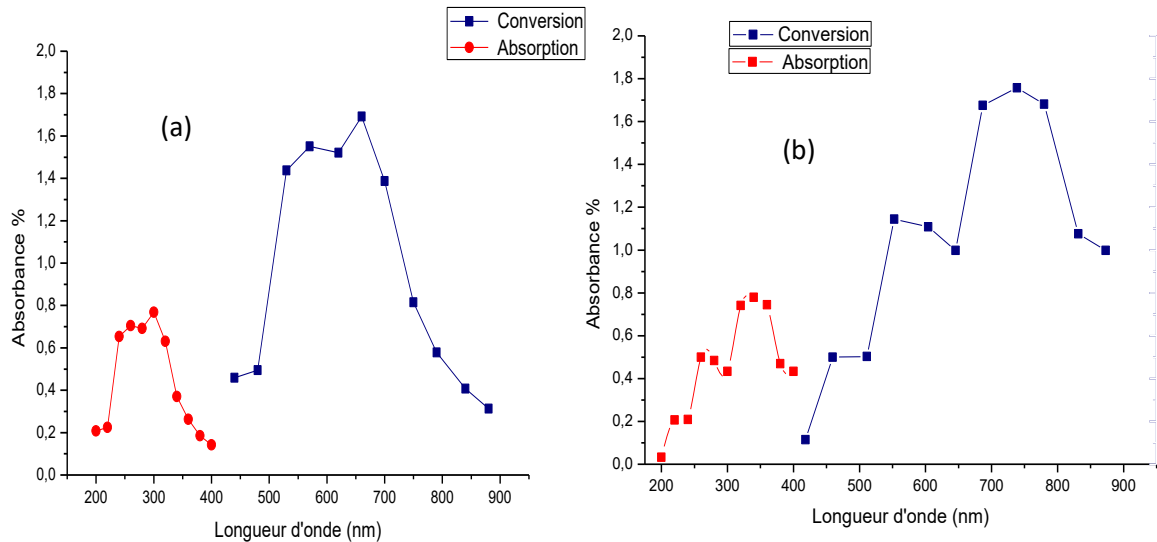 Conversion
Absorption
(a)
2,0
1,8
1,6
1,4
1,2
1,0
0,8
0,6
0,4
0,2
0,0
Absorbance %
200 300 400 500 600 700 800 900
Longueur d'onde (nm)
Conversion
Absorption
(b)
2,0
1,8
1,6
1,4
1,2
1,0
0,8
0,6
0,4
0,2
0,0
Absorbance %
200 300 400 500 600 700 800 900
Longueur d'onde (nm)